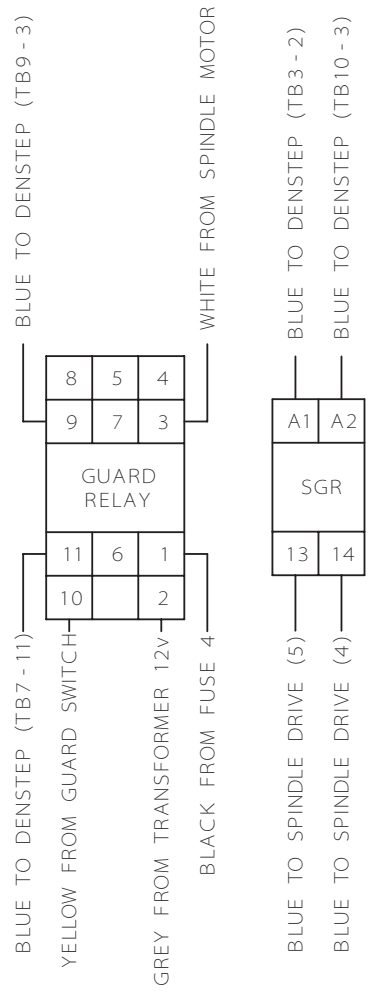 BLUE TO DENSTEP (TB9 - 3)
WHITE FROM SPINDLE MOTOR
8 5 4
9 7 3
GUARD
RELAY
11 6 1
10 2
BLUE TO DENSTEP (TB7 - 11)
YELLOW FROM GUARD SWITCH
GREY FROM TRANSFORMER 12v
BLACK FROM FUSE 4
BLUE TO DENSTEP (TB3 - 2)
BLUE TO DENSTEP (TB10 - 3)
A1 A2
SGR
13 14
BLUE TO SPINDLE DRIVE (5)
BLUE TO SPINDLE DRIVE (4)